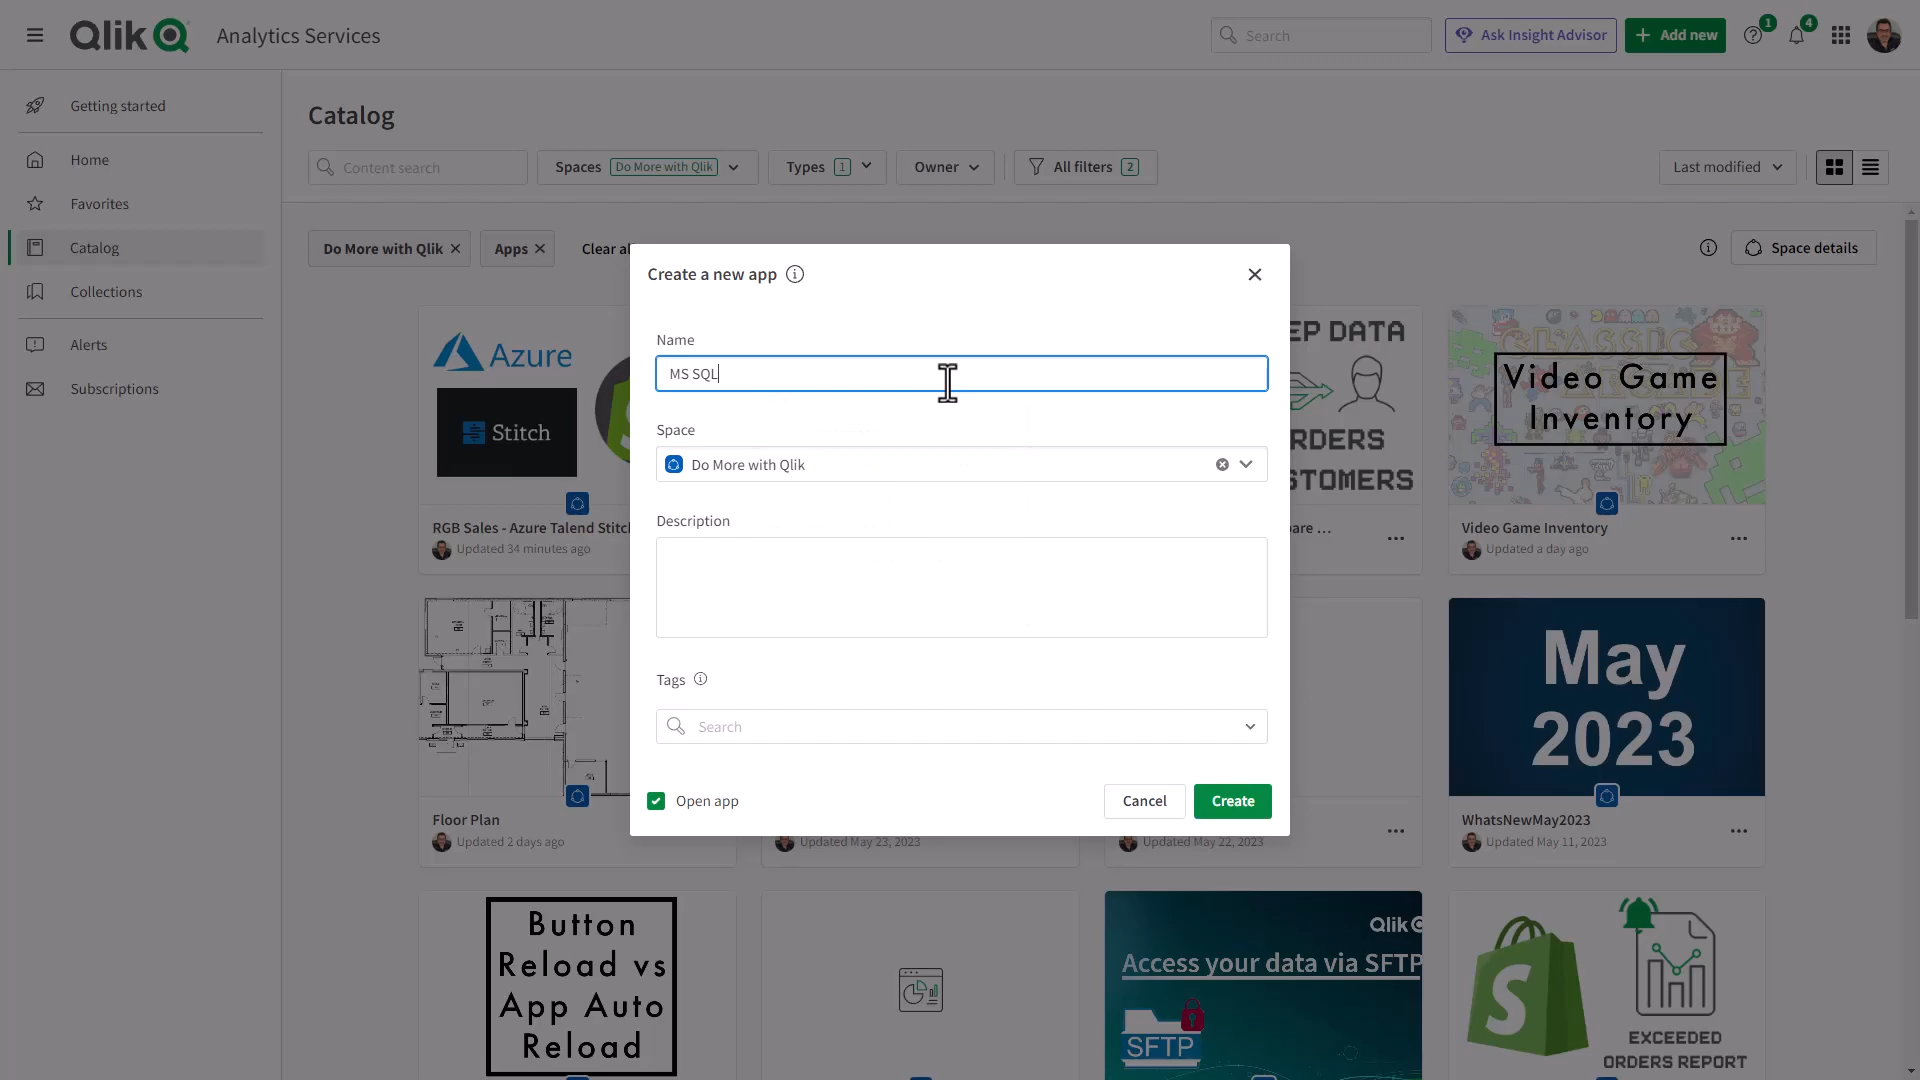 Qlik
Analytics Services
Search
Ask Insight Advisor
Add new
1
4
Getting started
Home
Favorites
Catalog
Collections
Alerts
Subscriptions
Catalog
Content search
Spaces
Do More with Qlik
Types
1
Owner
All filters
2
Last modified
Do More with Qlik
Apps
Clear al
Space details
Create a new app
Name
MS SQL
Space
Do More with Qlik
Description
Tags
Search
Open app
Cancel
Create
Azure
Stitch
RGB Sales - Azure Talend Stitc
Updated 34 minutes ago
EP DATA
RDERS
STOMERS
are ...
Video Game
Inventory
Video Game Inventory
Updated a day ago
Floor Plan
Updated 2 days ago
Updated May 23, 2023
Updated May 22, 2023
May
2023
WhatsNewMay2023
Updated May 11, 2023
Button
Reload vs
App Auto
Reload
Qlik
Access your data via SFTP
SFTP
EXCEEDED
ORDERS REPORT